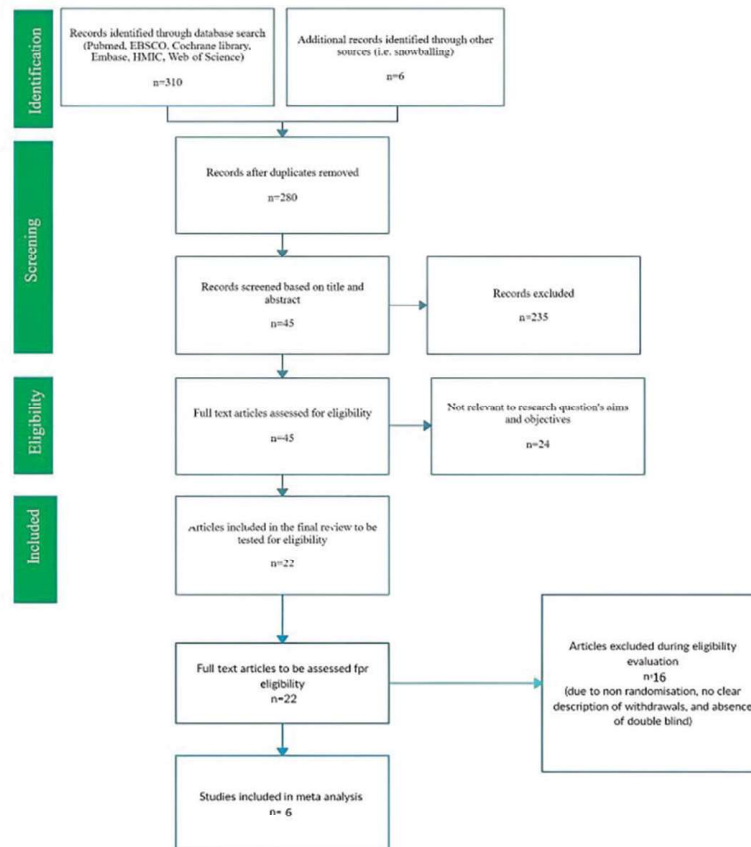 Identification
Records identified through database search
(Pubmed, EBSCO, Cochrane library,
Embase, HMIC, Web of Science)
n=310
Additional records identified through other
sources (i.e. snowballing)
n=6
Screening
Records after duplicates removed
n=280
Records screened based on title and
abstract
n=45
Records excluded
n=235
Eligibility
Full text articles assessed for eligibility
n=45
Not relevant to research question's aims
and objectives
n=24
Included
Articles included in the final review to be
tested for eligibility
n=22
Full text articles to be assessed fpr
eligibility
n=22
Articles excluded during eligibility
evaluation
n=16
(due to non randomisation, no clear
description of withdrawals, and absence
of double blind)
Studies included in meta analysis
n= 6